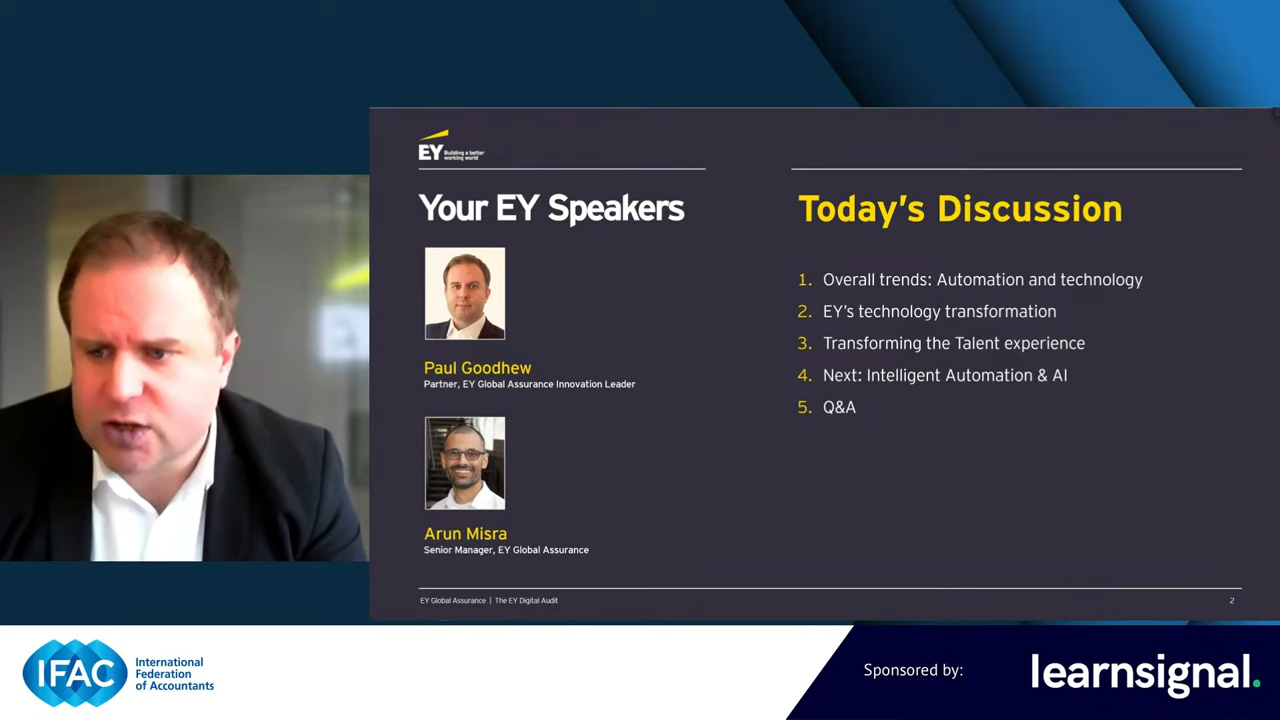 EY
Building a better
working world
Your EY Speakers
Paul Goodhew
Partner, EY Global Assurance Innovation Leader
Arun Misra
Senior Manager, EY Global Assurance
Today's Discussion
1. Overall trends: Automation and technology
2. EY's technology transformation
3. Transforming the Talent experience
4. Next: Intelligent Automation & AI
5. Q&A
EY Global Assurance | The EY Digital Audit
2
IFAC
International
Federation
of Accountants
Sponsored by:
learnsignal.